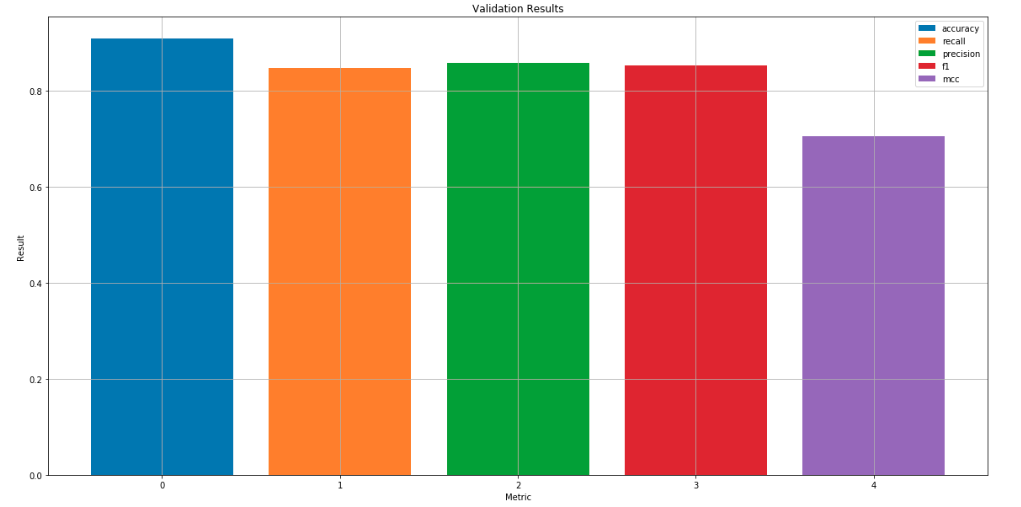 Validation Results
accuracy
recall
precision
f1
mcc
0.8
0.6
0.4
0.2
0.0
Result
0 1 2 3 4
Metric